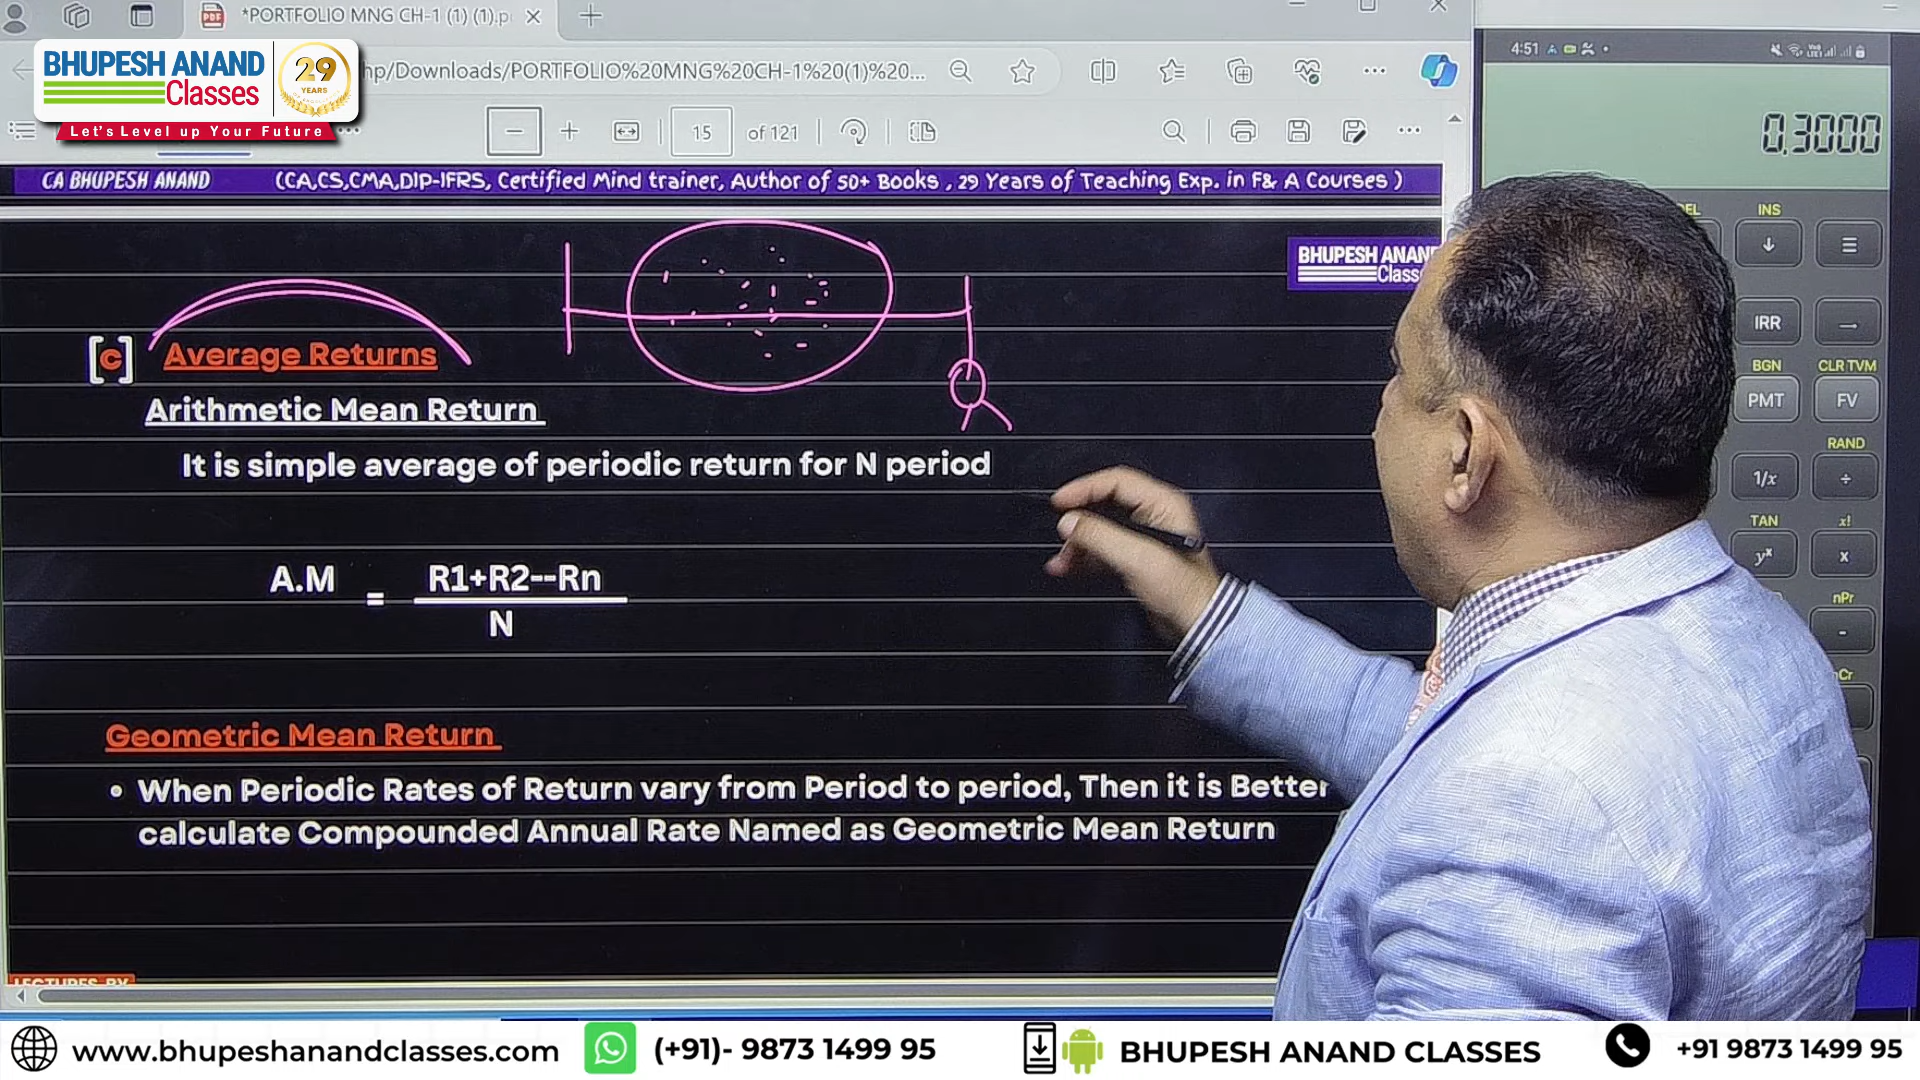 *PORTFOLIO MNG CH-1 (1) (1).p
BHUPESH ANAND
Classes
29
YEARS
Let's Level up Your Future
hp/Downloads/PORTFOLIO%20MNG%20CH-1%20(1)%20...
15 of 121
4:51
0.3000
CA BHUPESH ANAND (CA,CS,CMA,DIP-IFRS, Certified Mind trainer, Author of 50+ Books , 29 Years of Teaching Exp. in F& A Courses )
BHUPESH ANAND
INS
IRR
BGN CLR TVM
PMT FV
RAND
1/x ÷
TAN x!
yx x
nPr
-
[c] Average Returns
Arithmetic Mean Return
It is simple average of periodic return for N period
A.M = R1+R2--Rn
N
Geometric Mean Return
• When Periodic Rates of Return vary from Period to period, Then it is Better
calculate Compounded Annual Rate Named as Geometric Mean Return
LECTURES BY
www.bhupeshanandclasses.com (+91)- 9873 1499 95 BHUPESH ANAND CLASSES +91 9873 1499 95